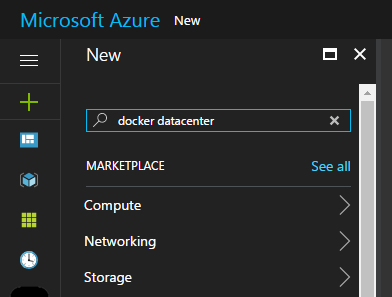 Microsoft Azure New
New
docker datacenter
MARKETPLACE See all
Compute
Networking
Storage